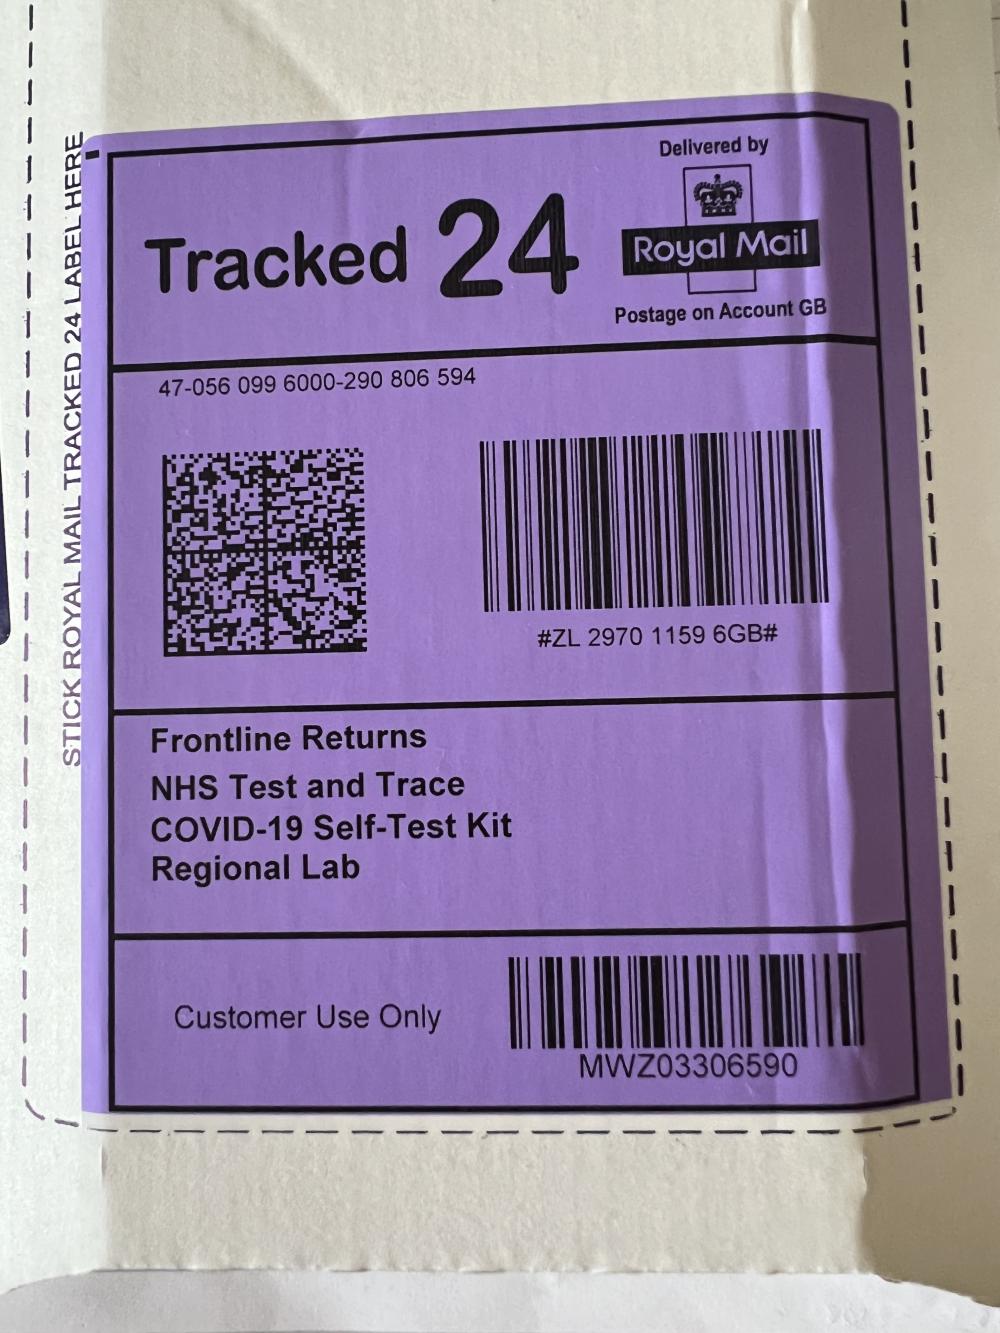 STICK ROYAL MAIL TRACKED 24 LABEL HERE
Tracked 24
Delivered by
Royal Mail
Postage on Account GB
47-056 099 6000-290 806 594
#ZL 2970 1159 6GB#
Frontline Returns
NHS Test and Trace
COVID-19 Self-Test Kit
Regional Lab
Customer Use Only
MWZ03306590